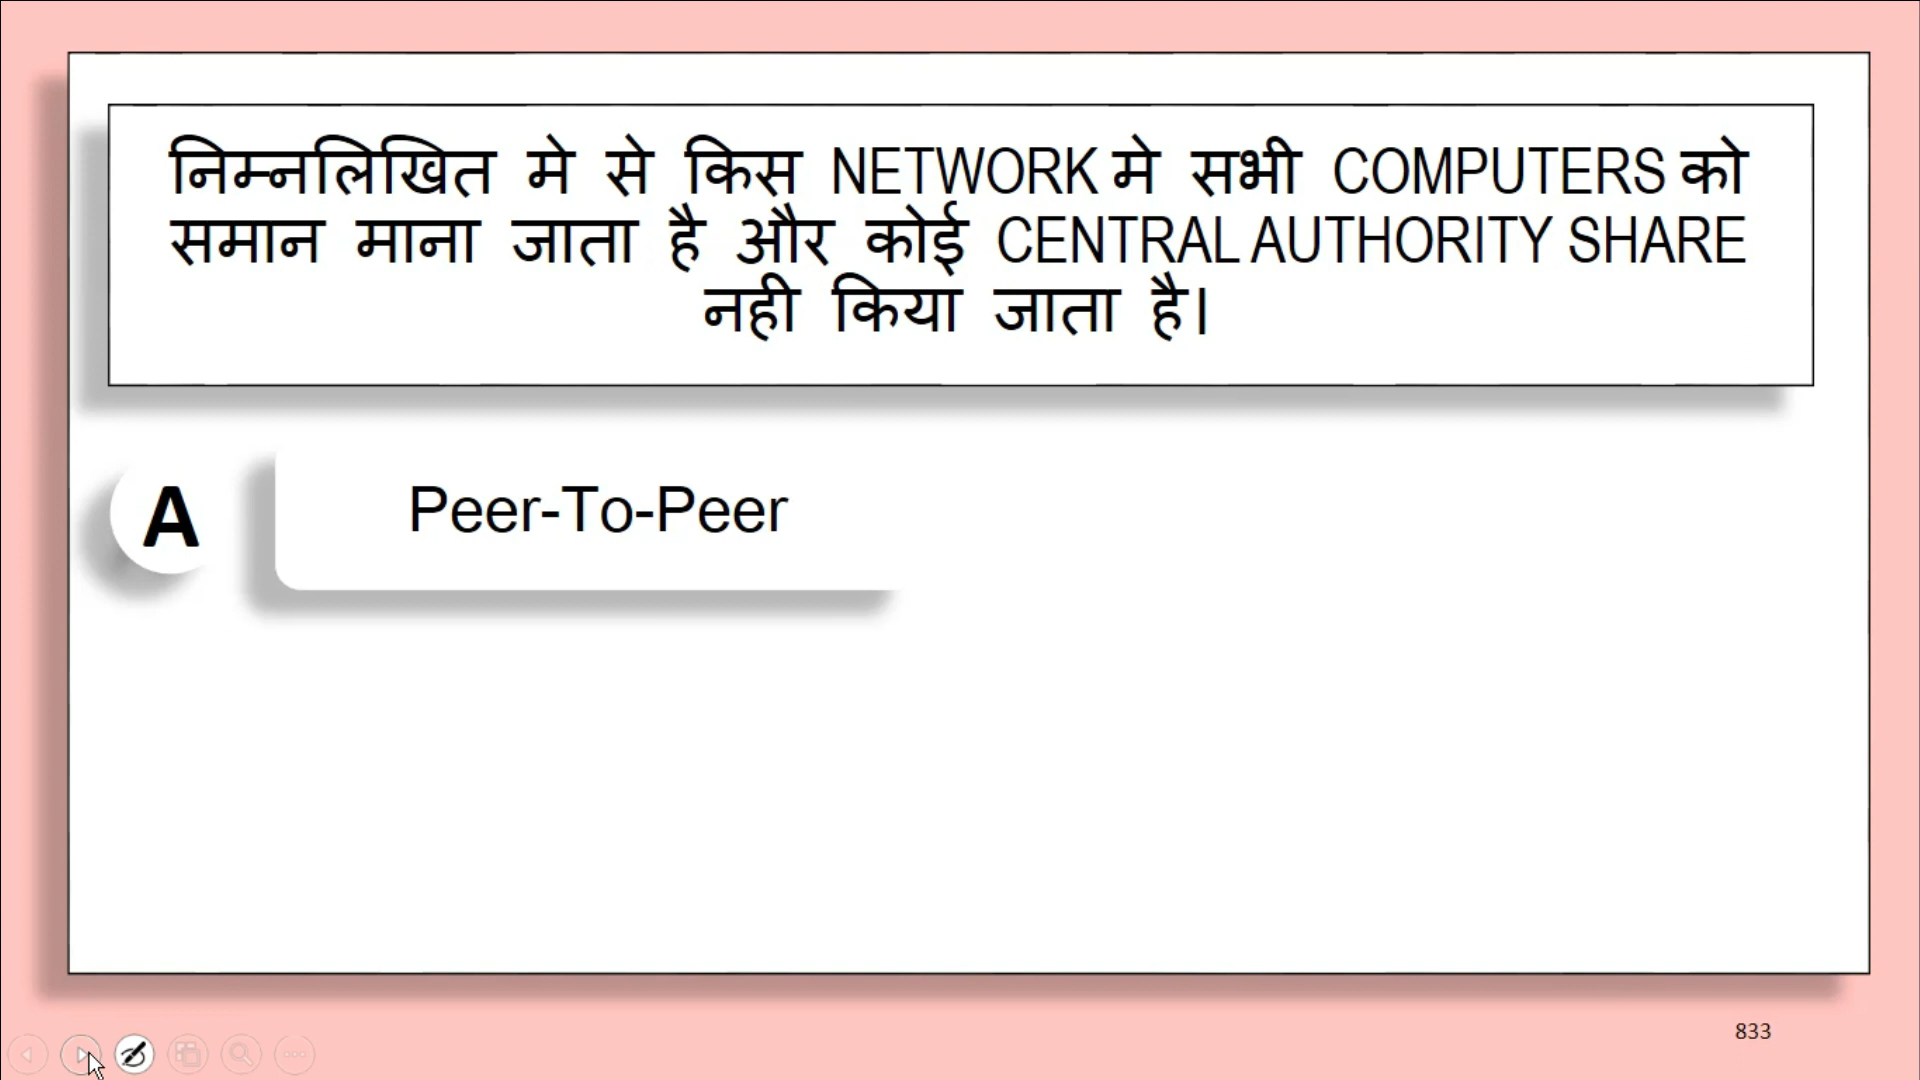 निम्नलिखित मे से किस NETWORK मे सभी COMPUTERS को
समान माना जाता है और कोई CENTRAL AUTHORITY SHARE
नही किया जाता है।
A
Peer-To-Peer
833